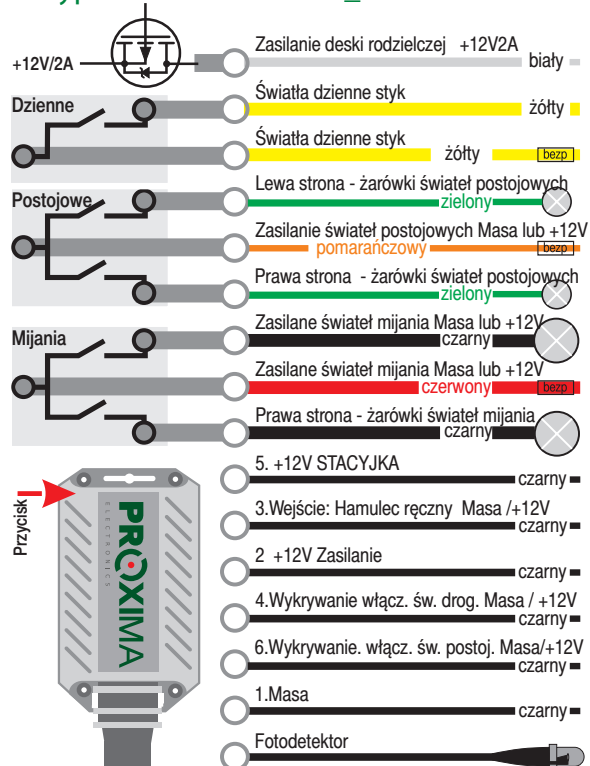 +12V/2A
Zasilanie deski rodzielczej +12V2A
biały
Dzienne
Światła dzienne styk
żółty
Światła dzienne styk
żółty
bezp
Postojowe
Lewa strona - żarówki świateł postojowych
zielony
Zasilanie świateł postojowych Masa lub +12V
pomarańczowy
bezp
Prawa strona - żarówki świateł postojowych
zielony
Mijania
Zasilane świateł mijania Masa lub +12V
czarny
Zasilane świateł mijania Masa lub +12V
czerwony
bezp
Prawa strona - żarówki świateł mijania
czarny
Przycisk
PROXIMA
ELECTRONICS
5. +12V STACYJKA
czarny
3.Wejście: Hamulec ręczny Masa /+12V
czarny
2 +12V Zasilanie
czarny
4.Wykrywanie włącz. św. drog. Masa / +12V
czarny
6.Wykrywanie. włącz. św. postoj. Masa/+12V
czarny
1.Masa
czarny
Fotodetektor